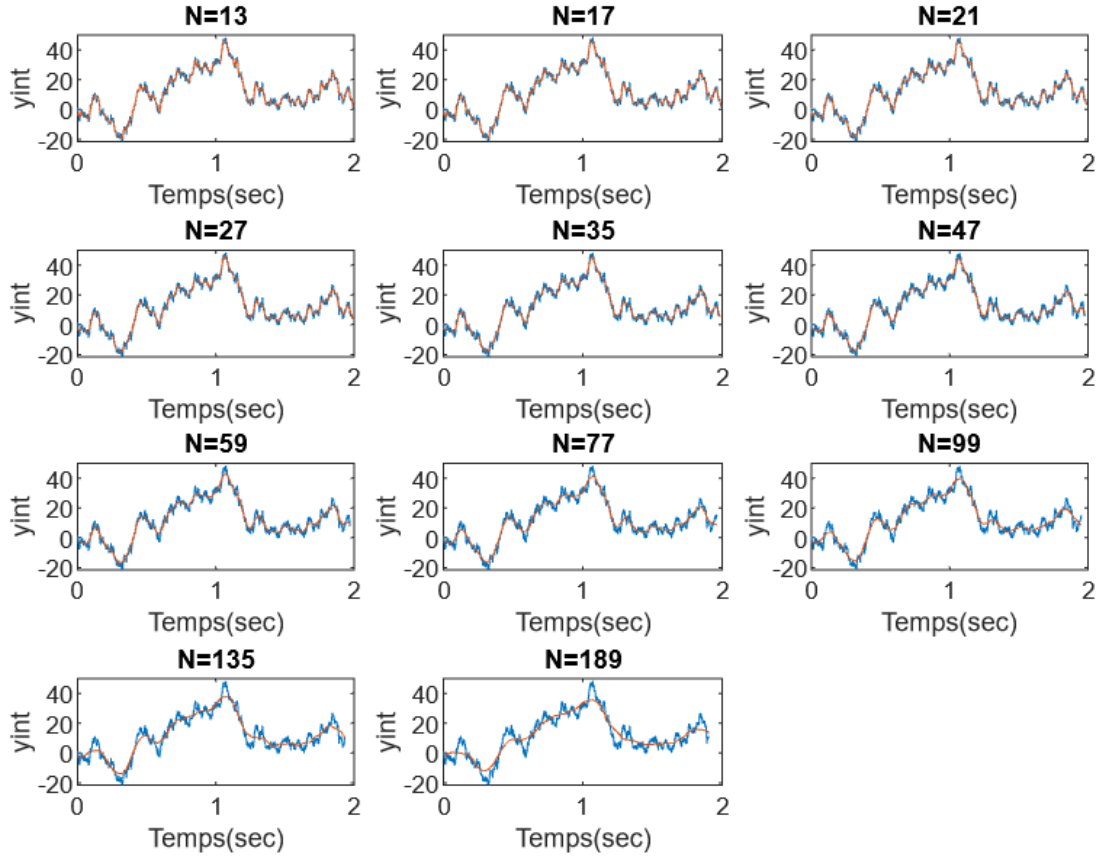 N=13 N=17 N=21
yint 40 20 0 -20 yint 40 20 0 -20 yint 40 20 0 -20
0 1 2 0 1 2 0 1 2
Temps(sec) Temps(sec) Temps(sec)
N=27 N=35 N=47
yint 40 20 0 -20 yint 40 20 0 -20 yint 40 20 0 -20
0 1 2 0 1 2 0 1 2
Temps(sec) Temps(sec) Temps(sec)
N=59 N=77 N=99
yint 40 20 0 -20 yint 40 20 0 -20 yint 40 20 0 -20
0 1 2 0 1 2 0 1 2
Temps(sec) Temps(sec) Temps(sec)
N=135 N=189
yint 40 20 0 -20 yint 40 20 0 -20
0 1 2 0 1 2
Temps(sec) Temps(sec)